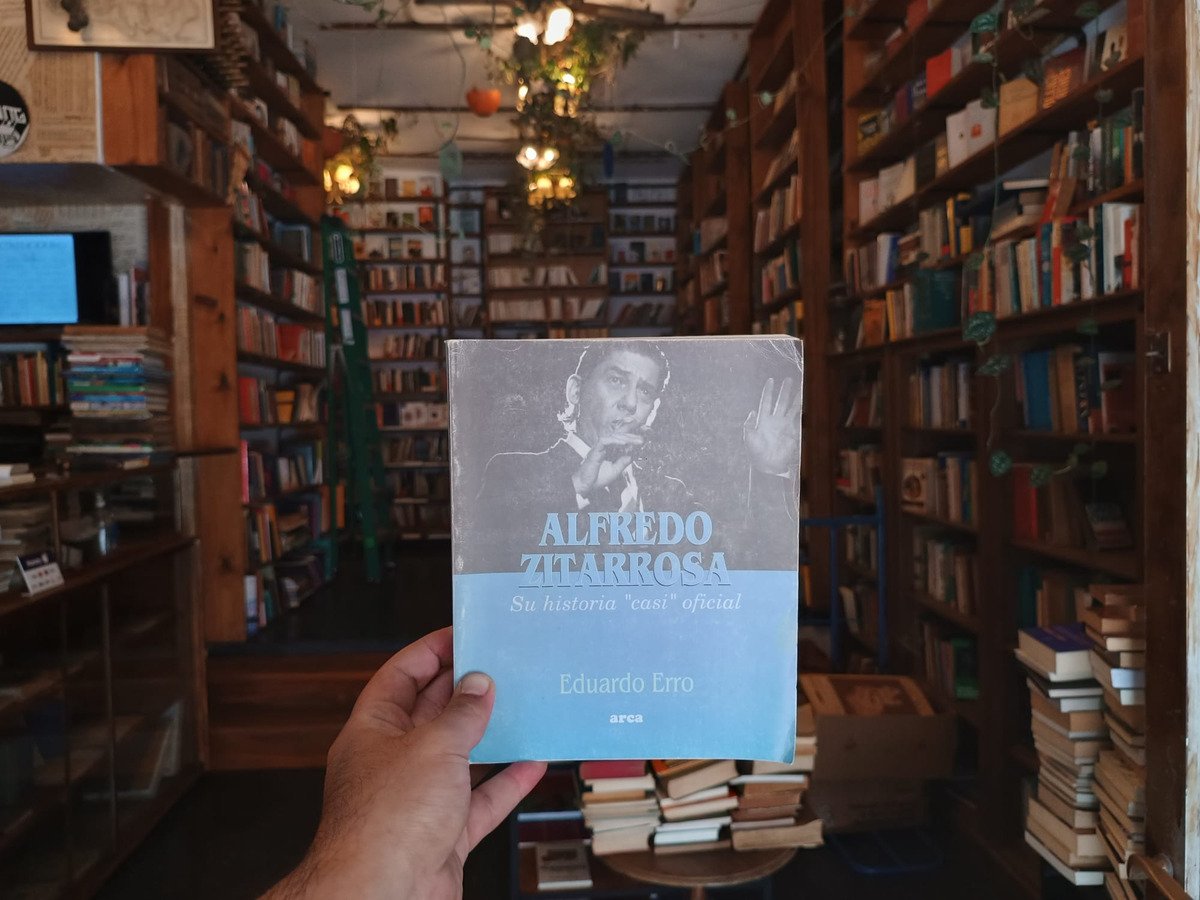 ALFREDO
ZITARROSA
Su historia "casi" oficial
Eduardo Erro
arca